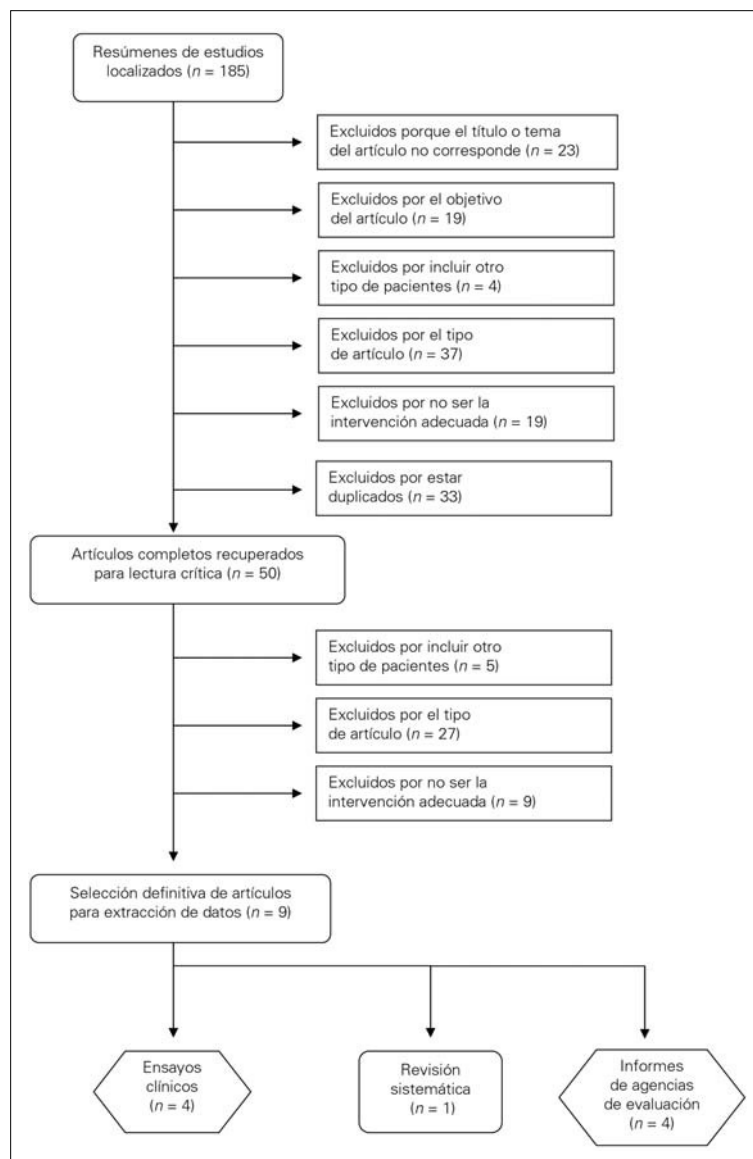 Resúmenes de estudios
localizados (n = 185)
Excluidos porque el título o tema
del artículo no corresponde (n = 23)
Excluidos por el objetivo
del artículo (n = 19)
Excluidos por incluir otro
tipo de pacientes (n = 4)
Excluidos por el tipo
de artículo (n = 37)
Excluidos por no ser la
intervención adecuada (n = 19)
Excluidos por estar
duplicados (n = 33)
Artículos completos recuperados
para lectura crítica (n = 50)
Excluidos por incluir otro
tipo de pacientes (n = 5)
Excluidos por el tipo
de artículo (n = 27)
Excluidos por no ser la
intervención adecuada (n = 9)
Selección definitiva de artículos
para extracción de datos (n = 9)
Ensayos
clínicos
(n = 4)
Revisión
sistemática
(n = 1)
Informes
de agencias
de evaluación
(n = 4)